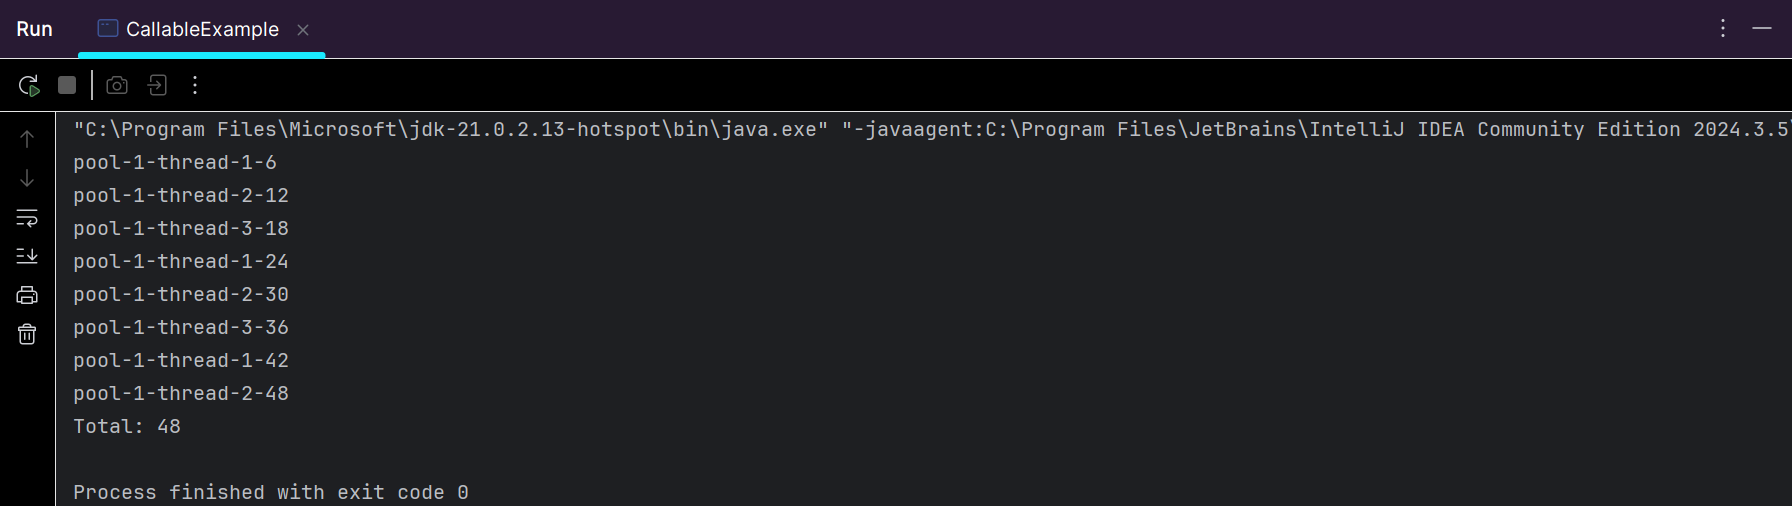 Run CallableExample
"C:\Program Files\Microsoft\jdk-21.0.2.13-hotspot\bin\java.exe" "-javaagent:C:\Program Files\JetBrains\IntelliJ IDEA Community Edition 2024.3.5\
pool-1-thread-1-6
pool-1-thread-2-12
pool-1-thread-3-18
pool-1-thread-1-24
pool-1-thread-2-30
pool-1-thread-3-36
pool-1-thread-1-42
pool-1-thread-2-48
Total: 48
Process finished with exit code 0